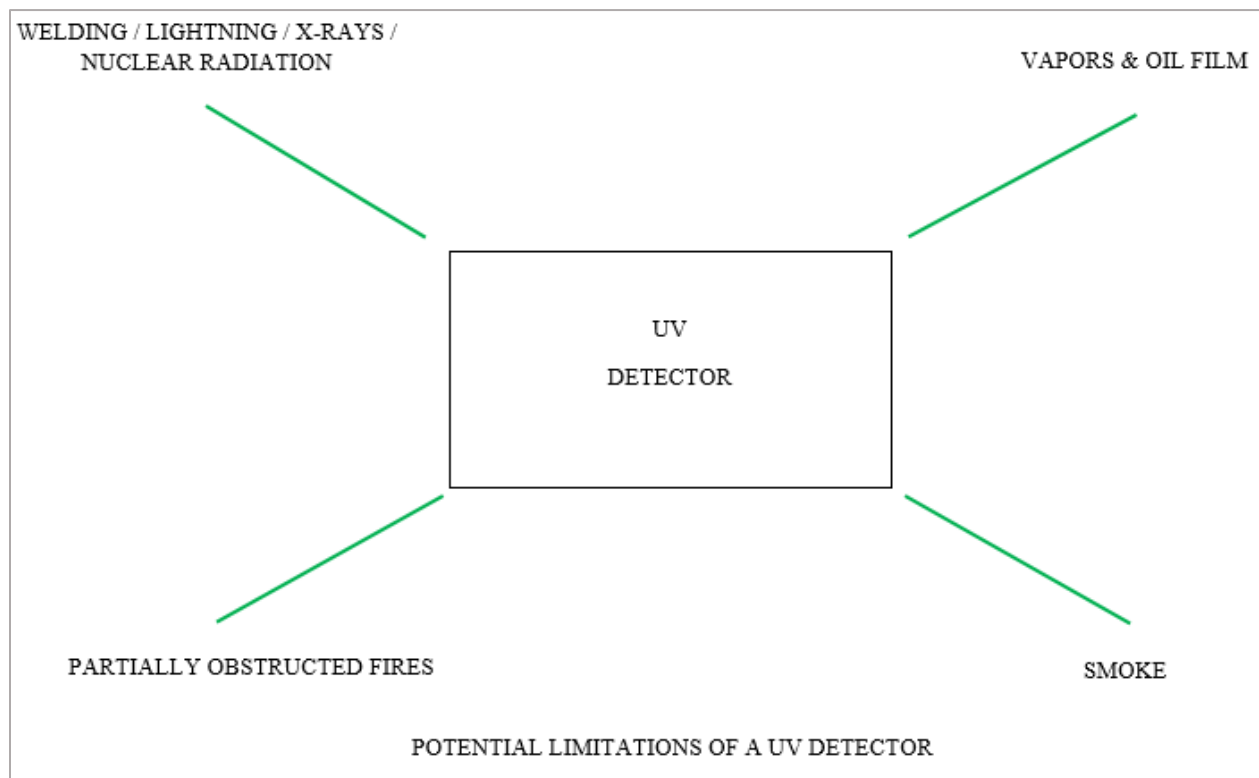 WELDING / LIGHTNING / X-RAYS /
NUCLEAR RADIATION
VAPORS & OIL FILM
UV
DETECTOR
PARTIALLY OBSTRUCTED FIRES
SMOKE
POTENTIAL LIMITATIONS OF A UV DETECTOR